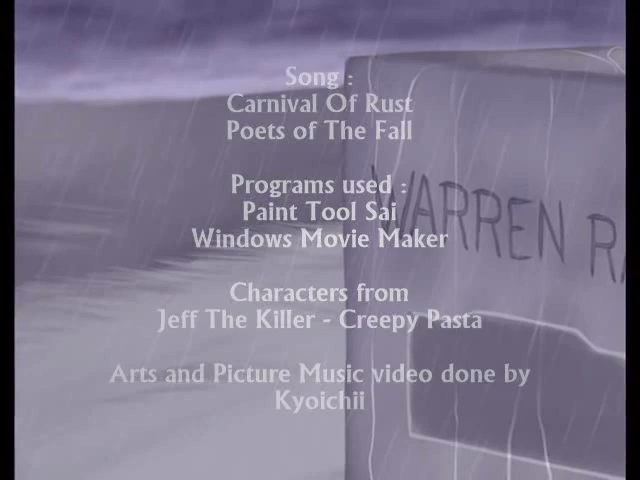 Song :
Carnival Of Rust
Poets of The Fall
Programs used :
Paint Tool Sai
Windows Movie Maker
Characters from
Jeff The Killer - Creepy Pasta
Arts and Picture Music video done by
Kyoichii
WARREN